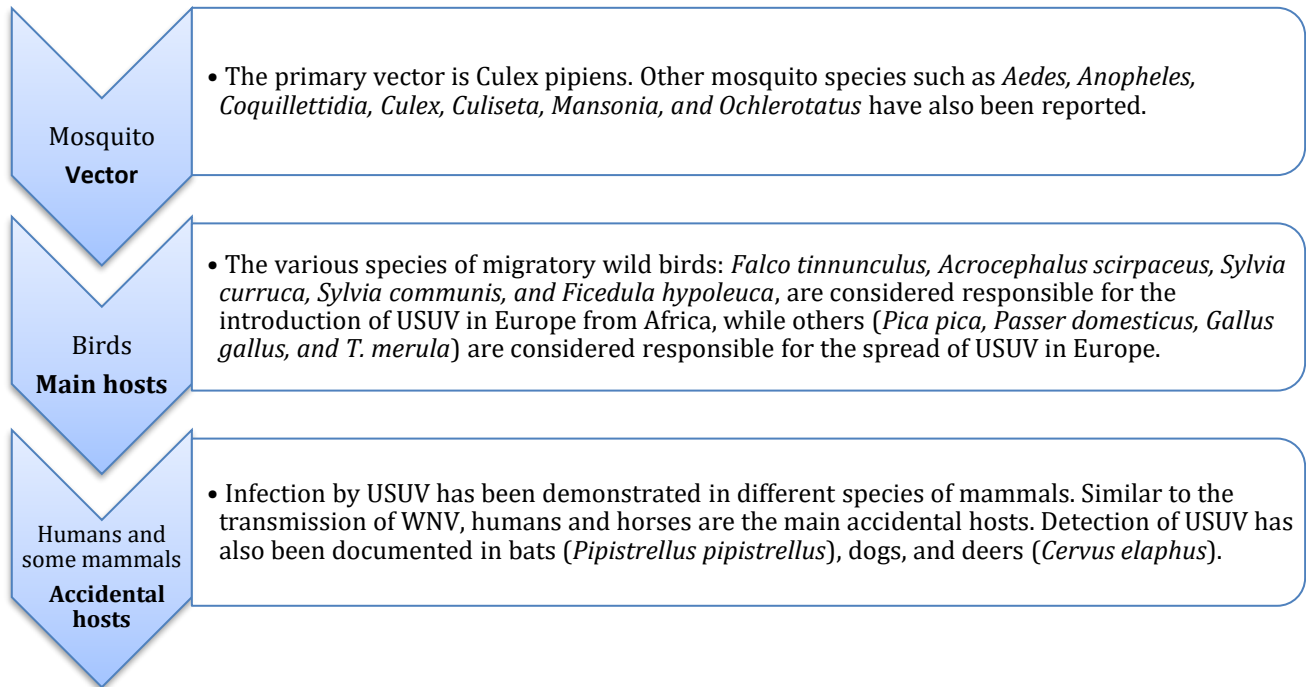 Mosquito
Vector
• The primary vector is Culex pipiens. Other mosquito species such as Aedes, Anopheles,
Coquillettidia, Culex, Culiseta, Mansonia, and Ochlerotatus have also been reported.
Birds
Main hosts
• The various species of migratory wild birds: Falco tinnunculus, Acrocephalus scirpaceus, Sylvia
curruca, Sylvia communis, and Ficedula hypoleuca, are considered responsible for the
introduction of USUV in Europe from Africa, while others (Pica pica, Passer domesticus, Gallus
gallus, and T. merula) are considered responsible for the spread of USUV in Europe.
Humans and
some mammals
Accidental
hosts
• Infection by USUV has been demonstrated in different species of mammals. Similar to the
transmission of WNV, humans and horses are the main accidental hosts. Detection of USUV has
also been documented in bats (Pipistrellus pipistrellus), dogs, and deers (Cervus elaphus).